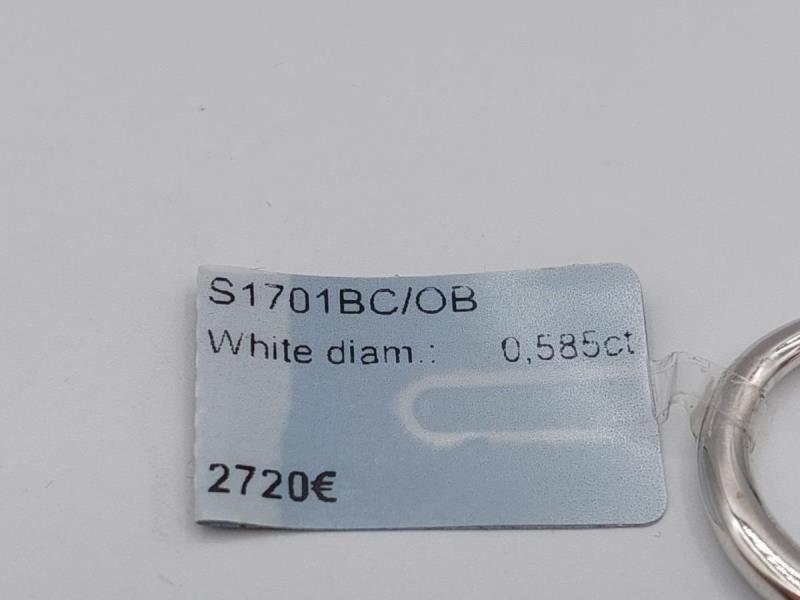 S1701BC/OB
White diam.: 0,585ct
2720€